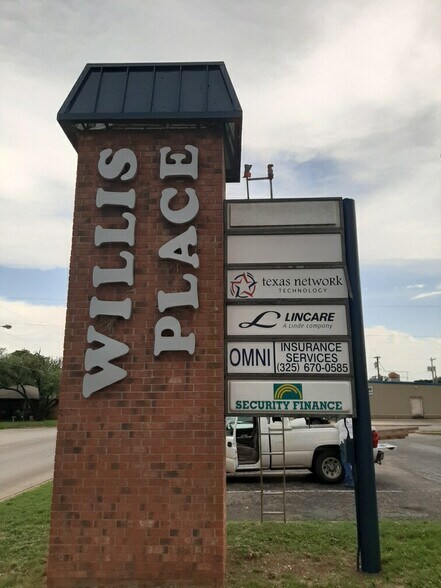 WILLIS
PLACE
texas network
TECHNOLOGY
LINCARE
A Linde company
OMNI
INSURANCE
SERVICES
(325) 670-0585
SECURITY FINANCE